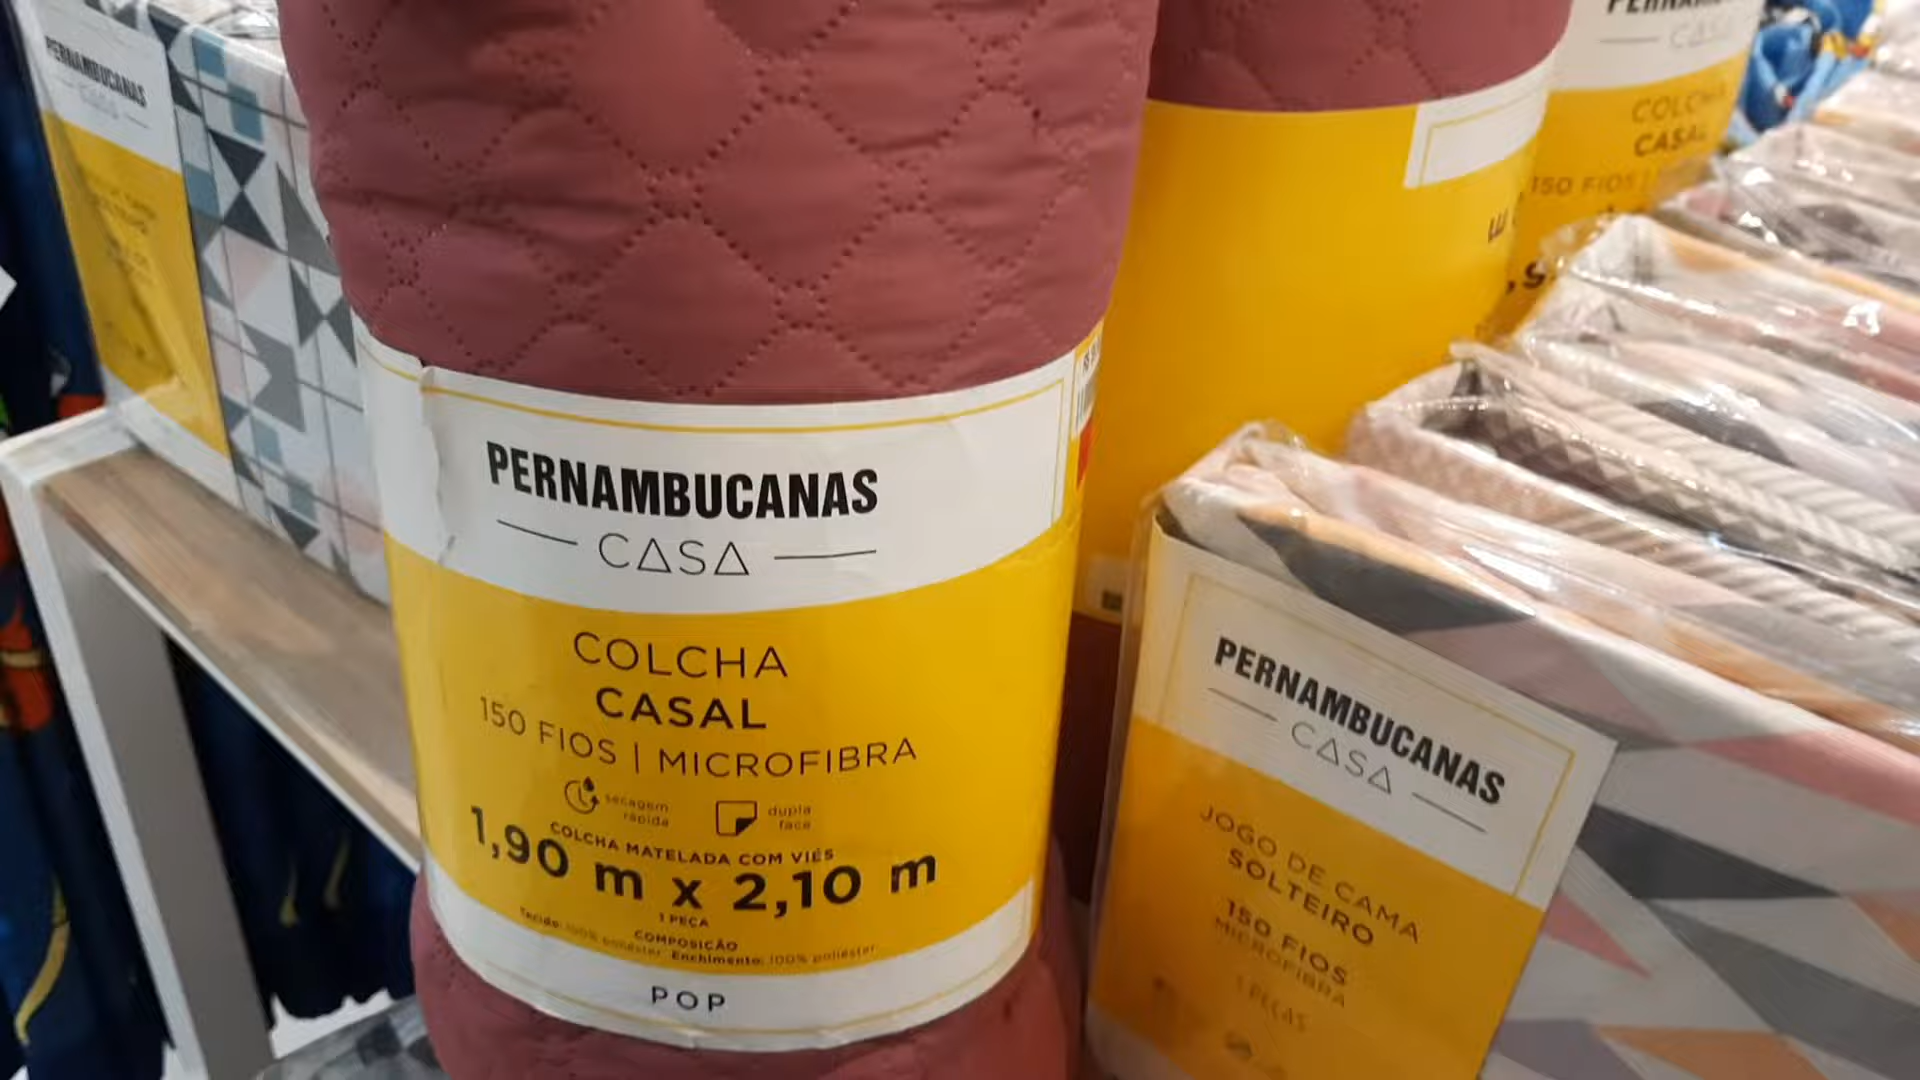 PERNAMBUCANAS
PERNAMBUCANAS
CASA
COLCHA
CASAL
150 FIOS | MICROFIBRA
secagem
rápida
dupla
face
COLCHA MATELADA COM VIÉS
1,90 m x 2,10 m
1 PEÇA
COMPOSIÇÃO
Tecido: 100% poliéster Enchimento: 100% poliéster
POP
CASA
COLCHA
CASAL
150 FIOS |
PERNAMBUCANAS
CASA
JOGO DE CAMA
SOLTEIRO
150 FIOS
MICROFIBRA